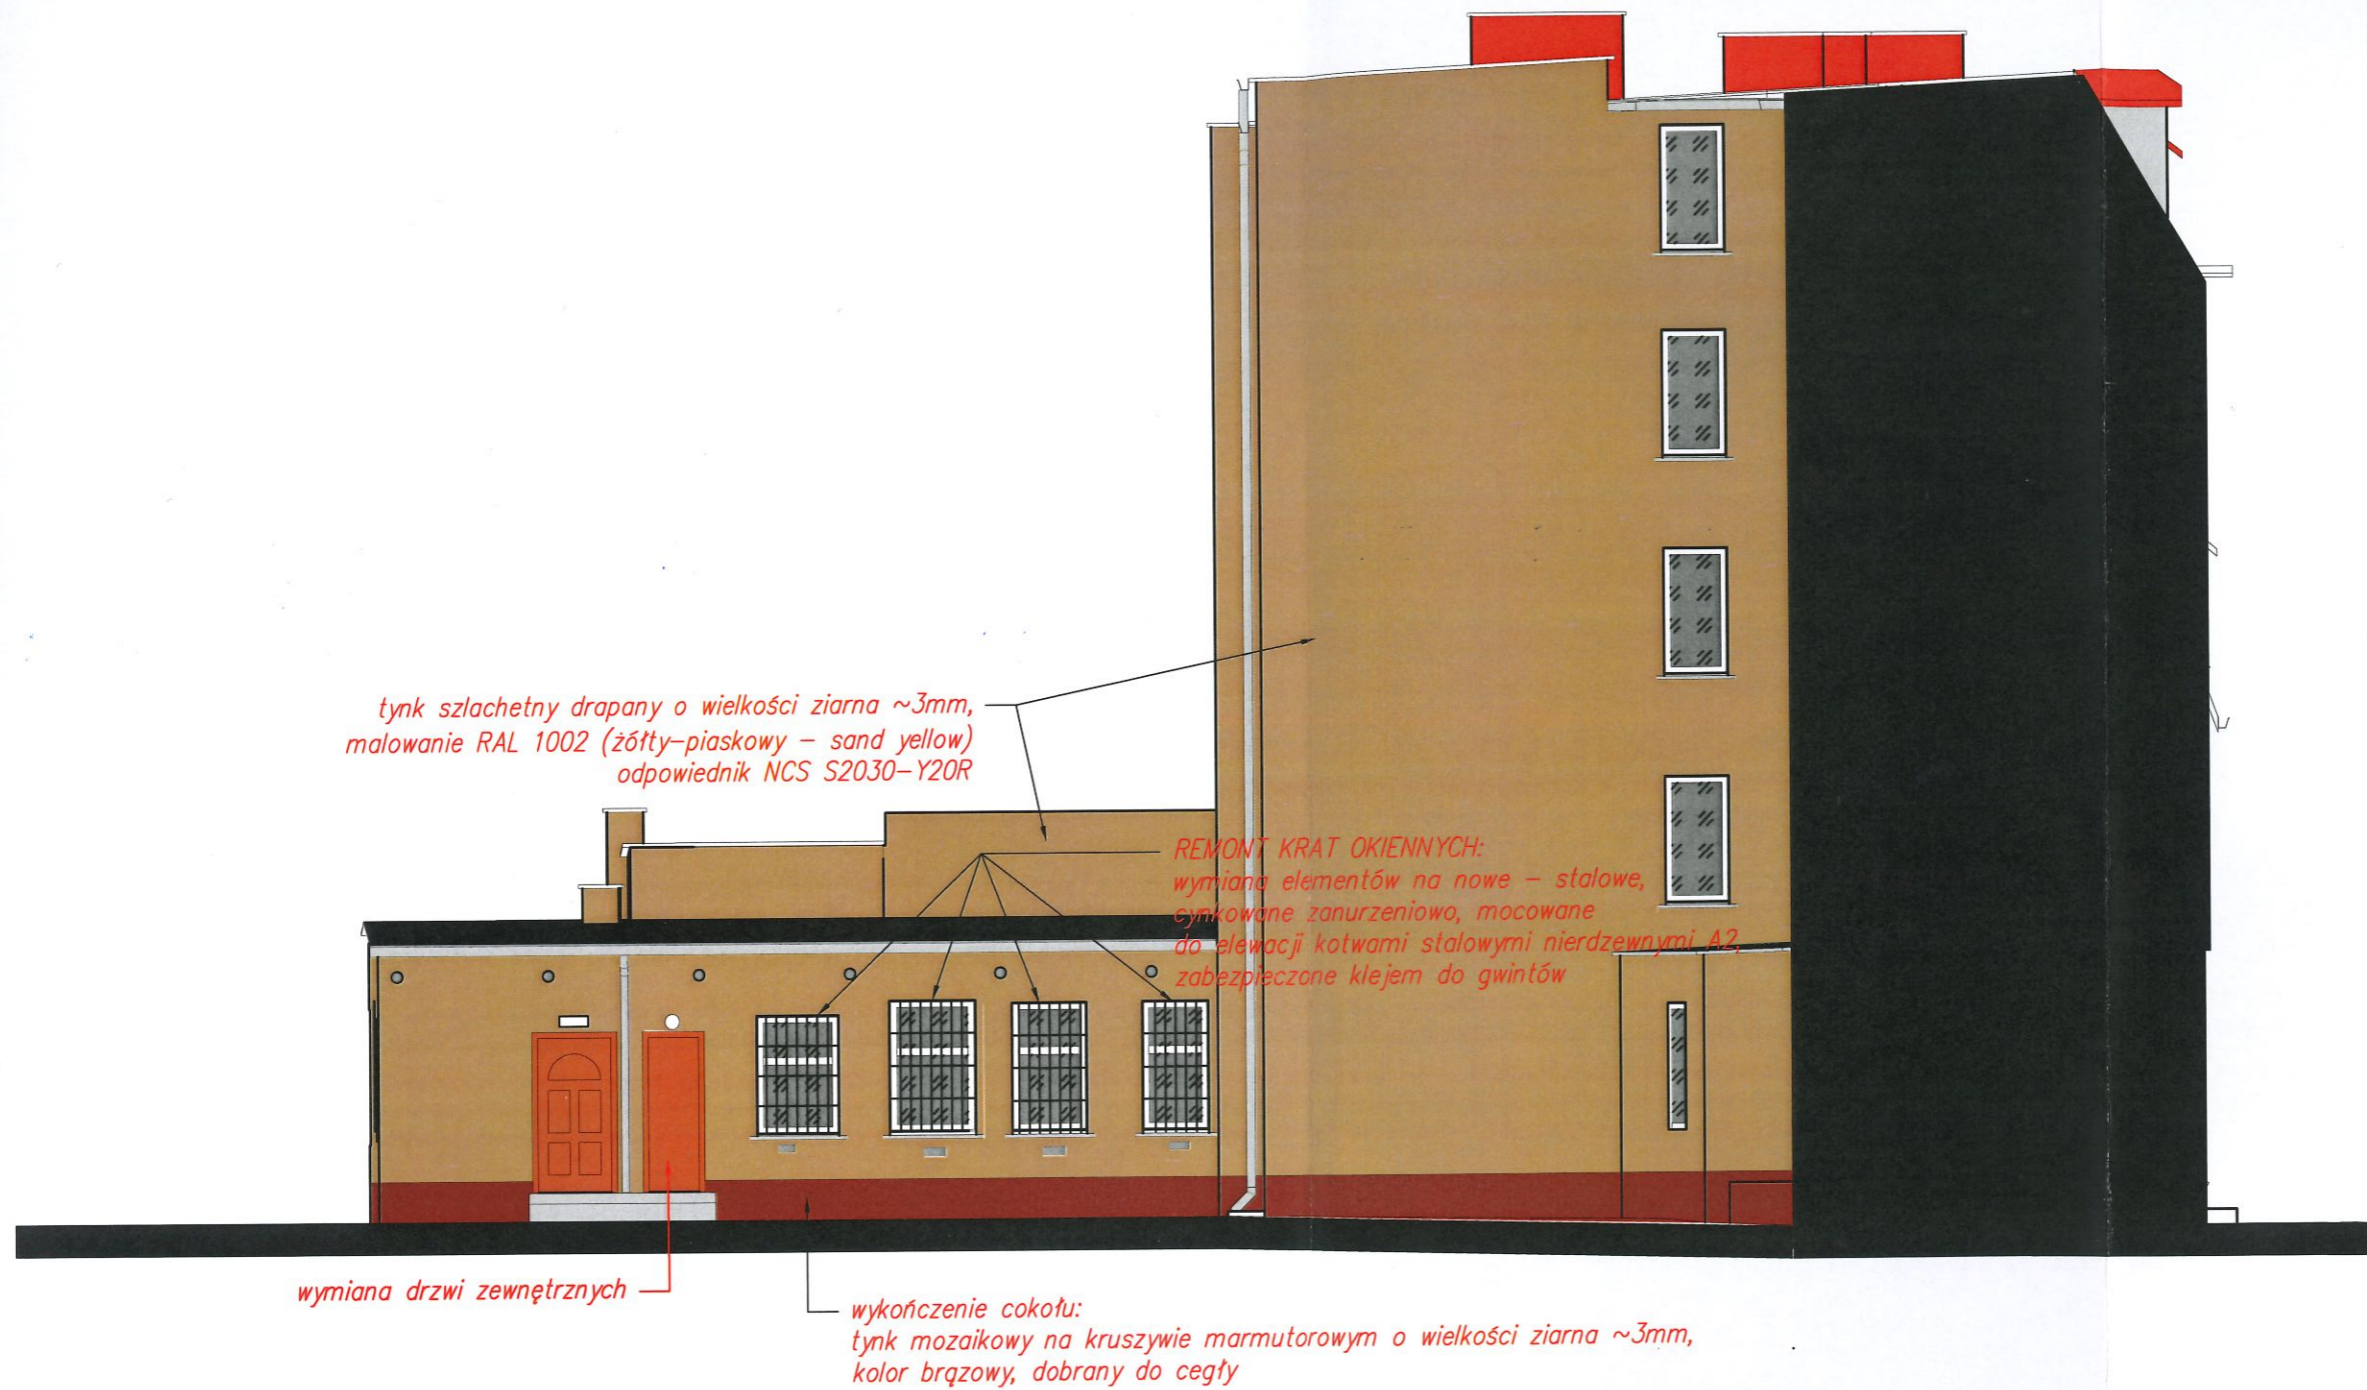 tynk szlachetny drapany o wielkości ziarna ~3mm,
malowanie RAL 1002 (żółty-piaskowy – sand yellow)
odpowiednik NCS S2030-Y20R
REMONT KRAT OKIENNYCH:
wymiana elementów na nowe – stalowe,
cynkowane zanurzeniowo, mocowane
do elewacji kotwami stalowymi nierdzewnymi A2,
zabezpieczone klejem do gwintów
wymiana drzwi zewnętrznych
wykończenie cokołu:
tynk mozaikowy na kruszywie marmutorowym o wielkości ziarna ~3mm,
kolor brązowy, dobrany do cegły